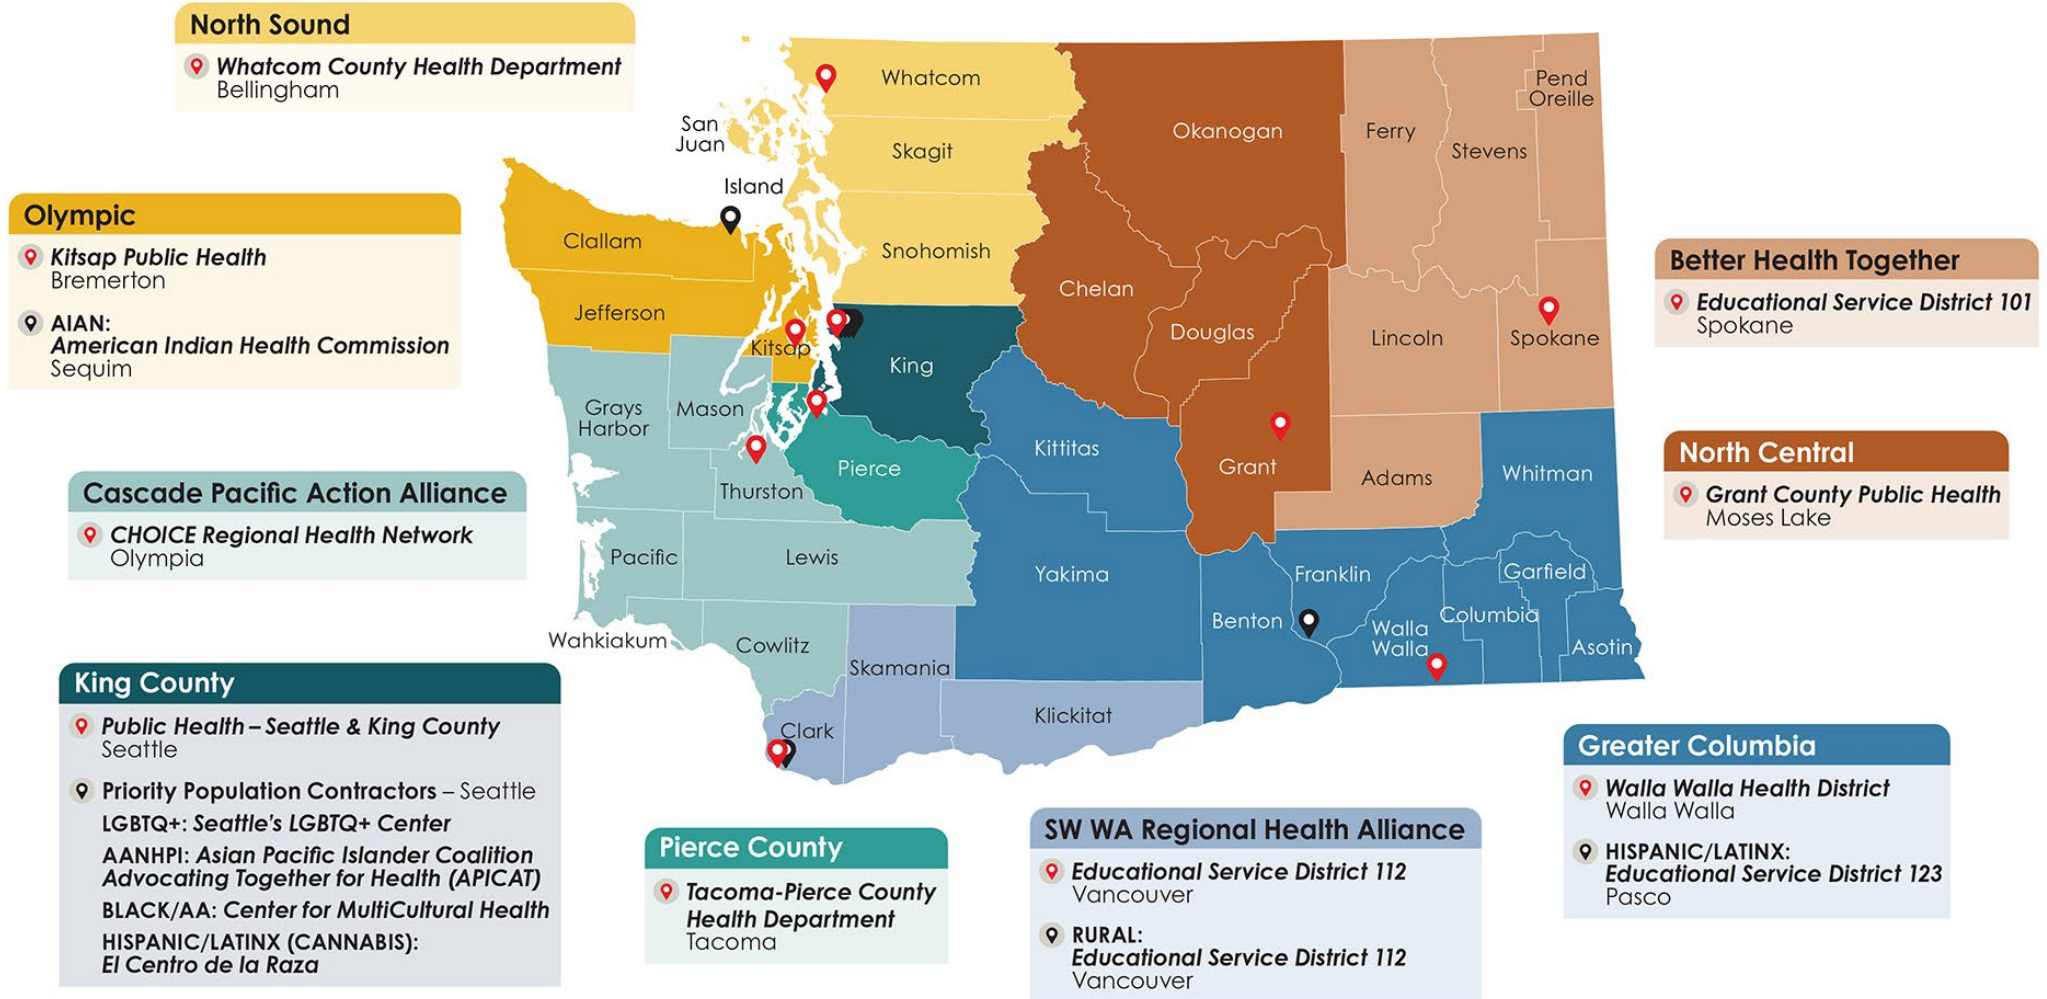 North Sound
Whatcom County Health Department
Bellingham
Olympic
Kitsap Public Health
Bremerton
AIAN:
American Indian Health Commission
Sequim
Cascade Pacific Action Alliance
CHOICE Regional Health Network
Olympia
King County
Public Health – Seattle & King County
Seattle
Priority Population Contractors – Seattle
LGBTQ+: Seattle's LGBTQ+ Center
AANHPI: Asian Pacific Islander Coalition
Advocating Together for Health (APICAT)
BLACK/AA: Center for MultiCultural Health
HISPANIC/LATINX (CANNABIS):
El Centro de la Raza
Whatcom
San
Juan
Skagit
Island
Snohomish
Clallam
Jefferson
Kitsap
King
Grays
Harbor
Mason
Pierce
Thurston
Pacific
Lewis
Wahkiakum
Cowlitz
Skamania
Clark
Klickitat
Okanogan
Chelan
Douglas
Grant
Kittitas
Yakima
Ferry
Stevens
Pend
Oreille
Lincoln
Spokane
Adams
Whitman
Franklin
Garfield
Benton
Walla
Walla
Columbia
Asotin
Pierce County
Tacoma-Pierce County
Health Department
Tacoma
SW WA Regional Health Alliance
Educational Service District 112
Vancouver
RURAL:
Educational Service District 112
Vancouver
Better Health Together
Educational Service District 101
Spokane
North Central
Grant County Public Health
Moses Lake
Greater Columbia
Walla Walla Health District
Walla Walla
HISPANIC/LATINX:
Educational Service District 123
Pasco